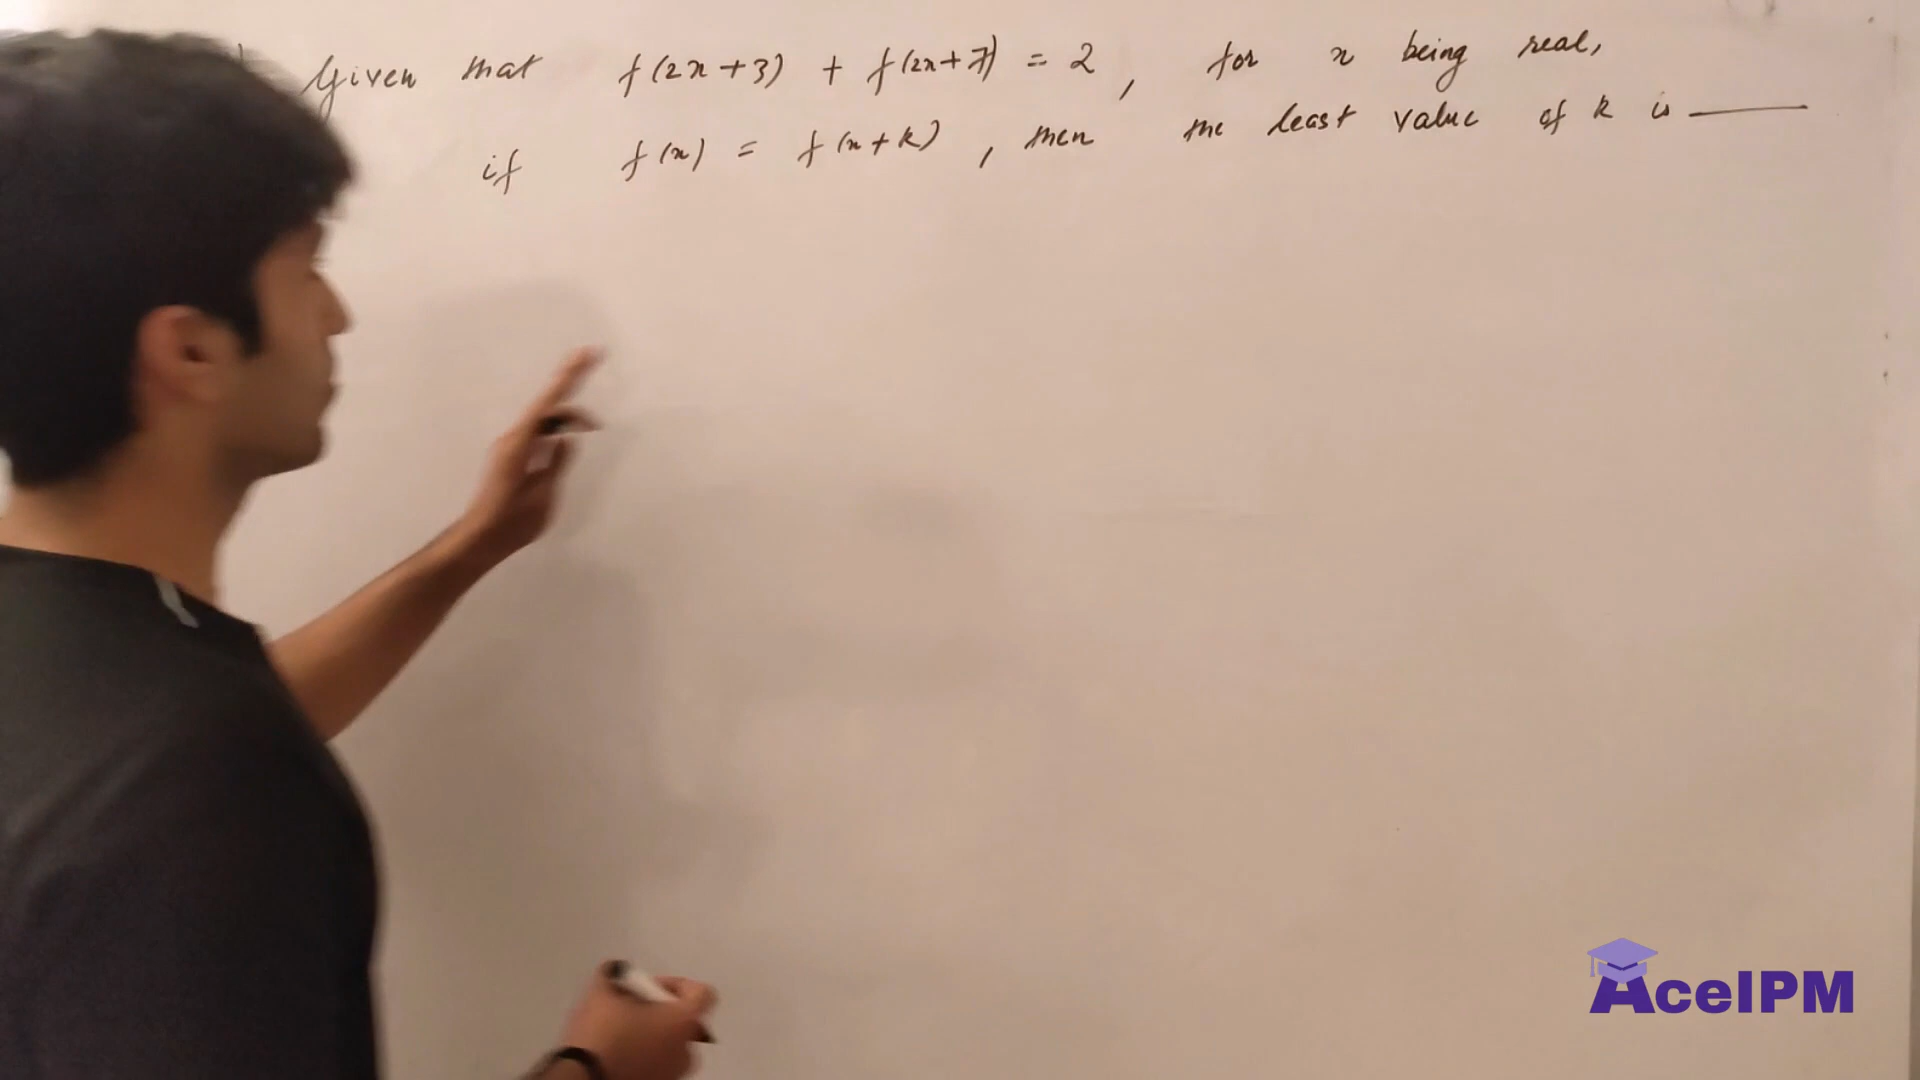 Given that f(2x+3) + f(2x+7) = 2, for x being real,
if f(x) = f(x+k), then the least value of k is ____
AceIPM